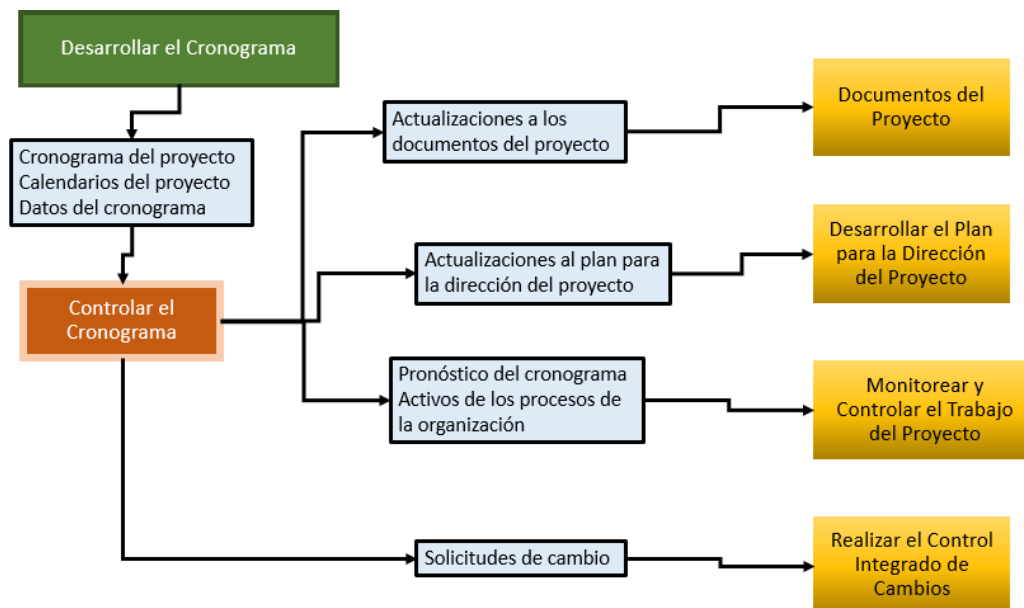 Desarrollar el Cronograma
Cronograma del proyecto
Calendarios del proyecto
Datos del cronograma
Controlar el
Cronograma
Actualizaciones a los
documentos del proyecto
Documentos del
Proyecto
Actualizaciones al plan para
la dirección del proyecto
Desarrollar el Plan
para la Dirección
del Proyecto
Pronóstico del cronograma
Activos de los procesos de
la organización
Monitorear y
Controlar el Trabajo
del Proyecto
Solicitudes de cambio
Realizar el Control
Integrado de
Cambios